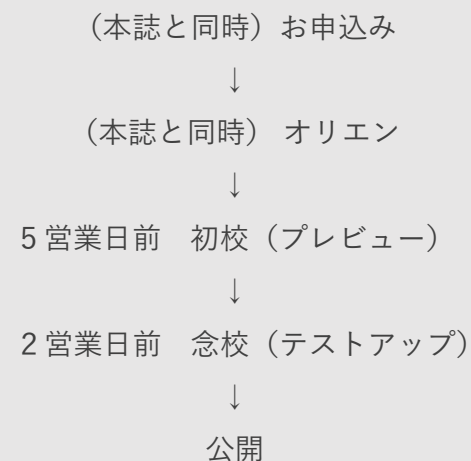 （本誌と同時）お申込み
↓
（本誌と同時） オリエン
↓
5 営業日前　初校（プレビュー）
↓
2 営業日前　念校（テストアップ）
↓
公開